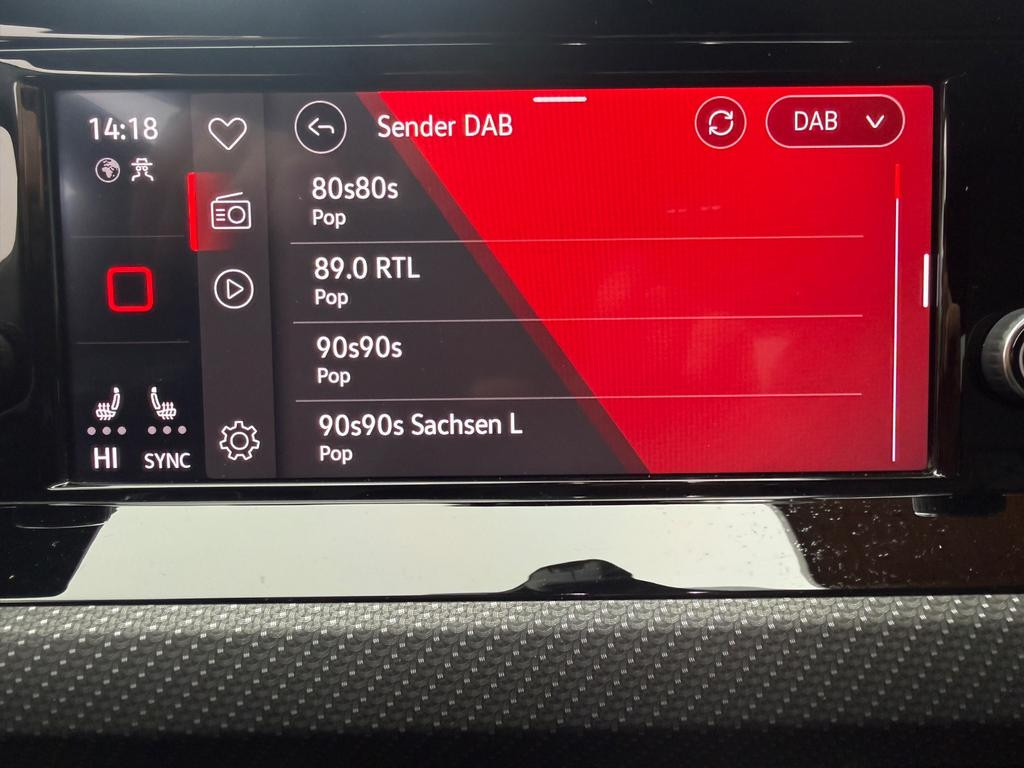 14:18
Sender DAB
DAB
80s80s
Pop
89.0 RTL
Pop
90s90s
Pop
90s90s Sachsen L
Pop
HI
SYNC